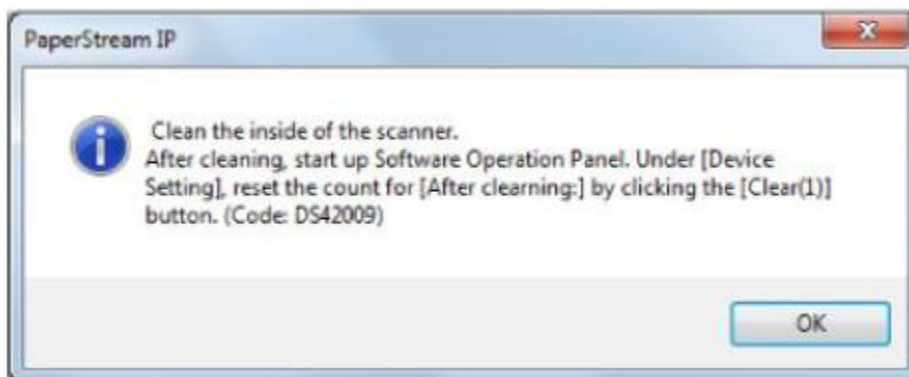 PaperStream IP
Clean the inside of the scanner.
After cleaning, start up Software Operation Panel. Under [Device
Setting], reset the count for [After clearning:] by clicking the [Clear(1)]
button. (Code: DS42009)
OK